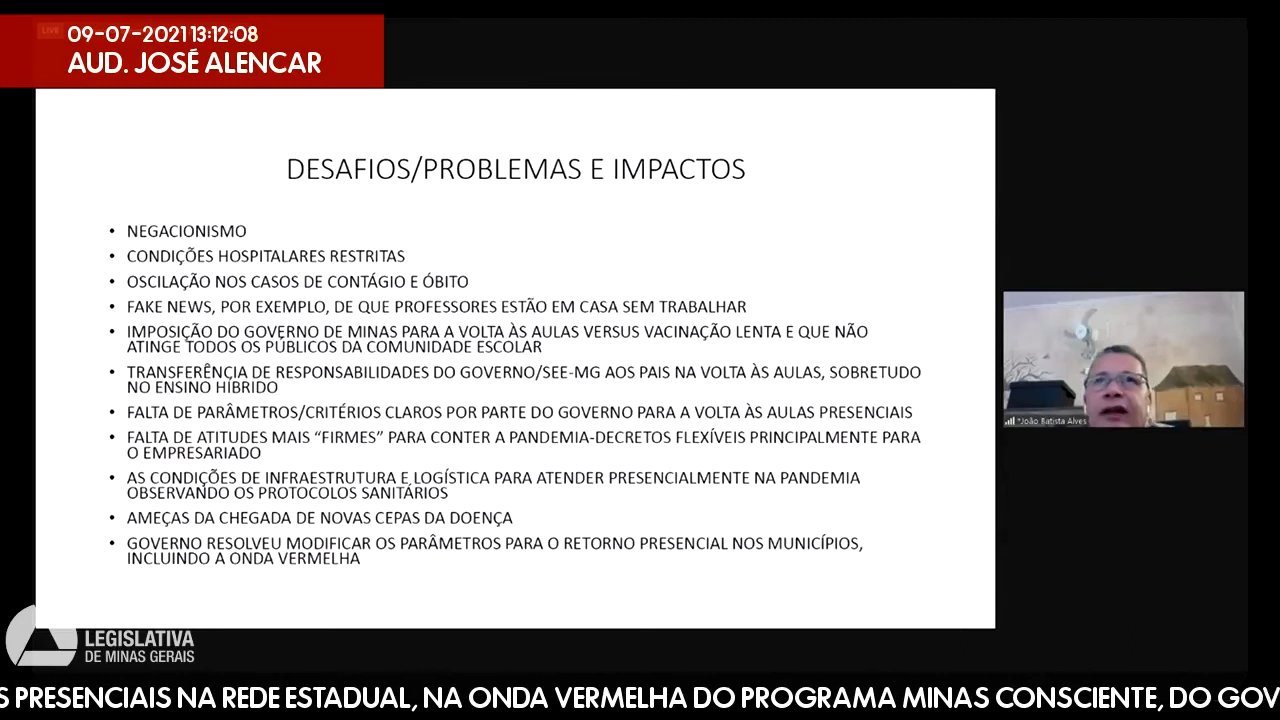 LIVE
09-07-2021 13:12:08
AUD. JOSÉ ALENCAR
DESAFIOS/PROBLEMAS E IMPACTOS
• NEGACIONISMO
• CONDIÇÕES HOSPITALARES RESTRITAS
• OSCILAÇÃO NOS CASOS DE CONTÁGIO E ÓBITO
• FAKE NEWS, POR EXEMPLO, DE QUE PROFESSORES ESTÃO EM CASA SEM TRABALHAR
• IMPOSIÇÃO DO GOVERNO DE MINAS PARA A VOLTA ÀS AULAS VERSUS VACINAÇÃO LENTA E QUE NÃO
ATINGE TODOS OS PÚBLICOS DA COMUNIDADE ESCOLAR
• TRANSFERÊNCIA DE RESPONSABILIDADES DO GOVERNO/SEE-MG AOS PAIS NA VOLTA ÀS AULAS, SOBRETUDO
NO ENSINO HÍBRIDO
• FALTA DE PARÂMETROS/CRITÉRIOS CLAROS POR PARTE DO GOVERNO PARA A VOLTA ÀS AULAS PRESENCIAIS
• FALTA DE ATITUDES MAIS “FIRMES” PARA CONTER A PANDEMIA-DECRETOS FLEXÍVEIS PRINCIPALMENTE PARA
O EMPRESARIADO
• AS CONDIÇÕES DE INFRAESTRUTURA E LOGÍSTICA PARA ATENDER PRESENCIALMENTE NA PANDEMIA
OBSERVANDO OS PROTOCOLOS SANITÁRIOS
• AMEÇAS DA CHEGADA DE NOVAS CEPAS DA DOENÇA
• GOVERNO RESOLVEU MODIFICAR OS PARÂMETROS PARA O RETORNO PRESENCIAL NOS MUNICÍPIOS,
INCLUINDO A ONDA VERMELHA
*João Batista Alves
LEGISLATIVA
DE MINAS GERAIS
S PRESENCIAIS NA REDE ESTADUAL, NA ONDA VERMELHA DO PROGRAMA MINAS CONSCIENTE, DO GOV